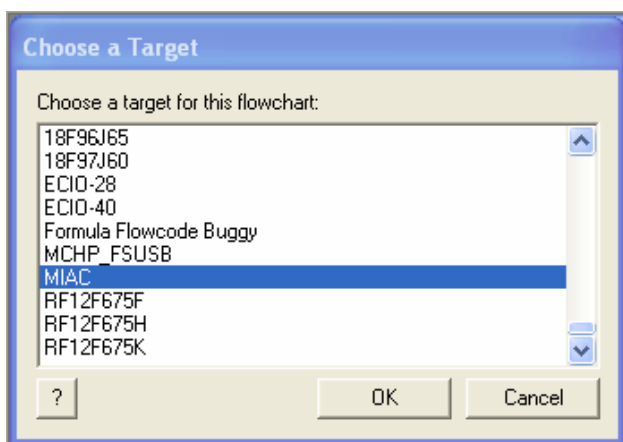 Choose a Target
Choose a target for this flowchart:
18F96J65
18F97J60
ECIO-28
ECIO-40
Formula Flowcode Buggy
MCHP_FSUSB
MIAC
RF12F675F
RF12F675H
RF12F675K
? OK Cancel